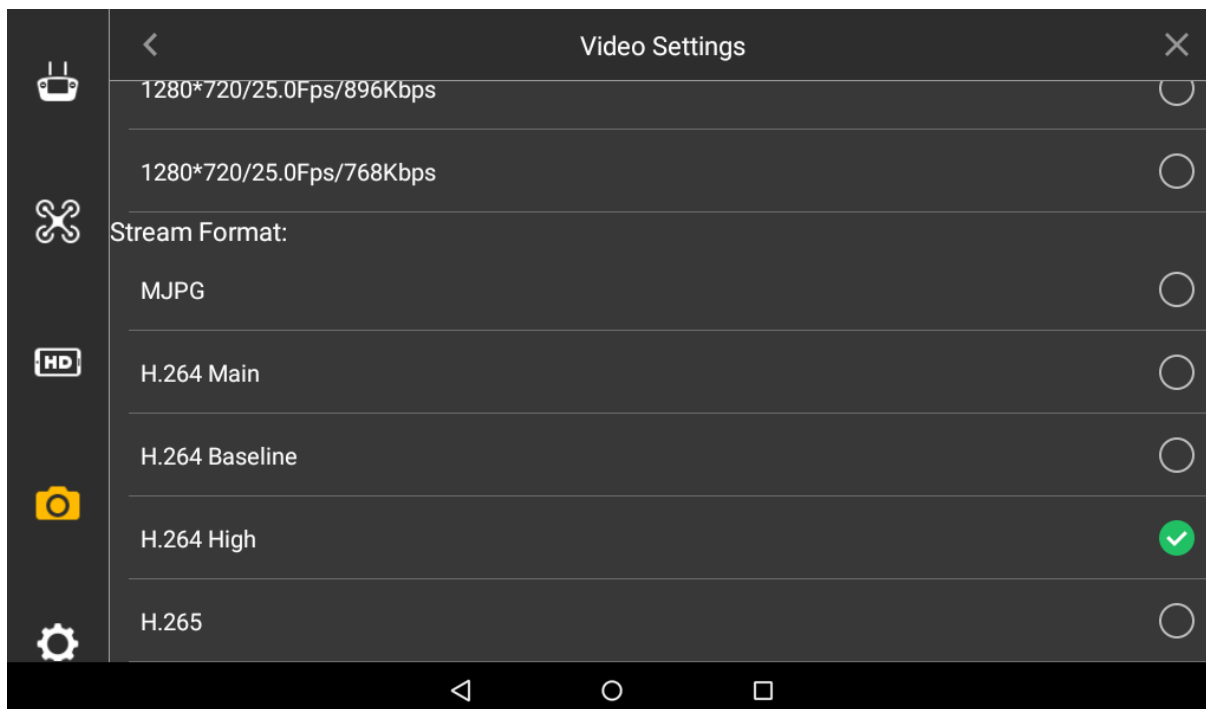 Video Settings
1280*720/25.0Fps/896Kbps
1280*720/25.0Fps/768Kbps
Stream Format:
MJPG
H.264 Main
HD
H.264 Baseline
H.264 High
H.265